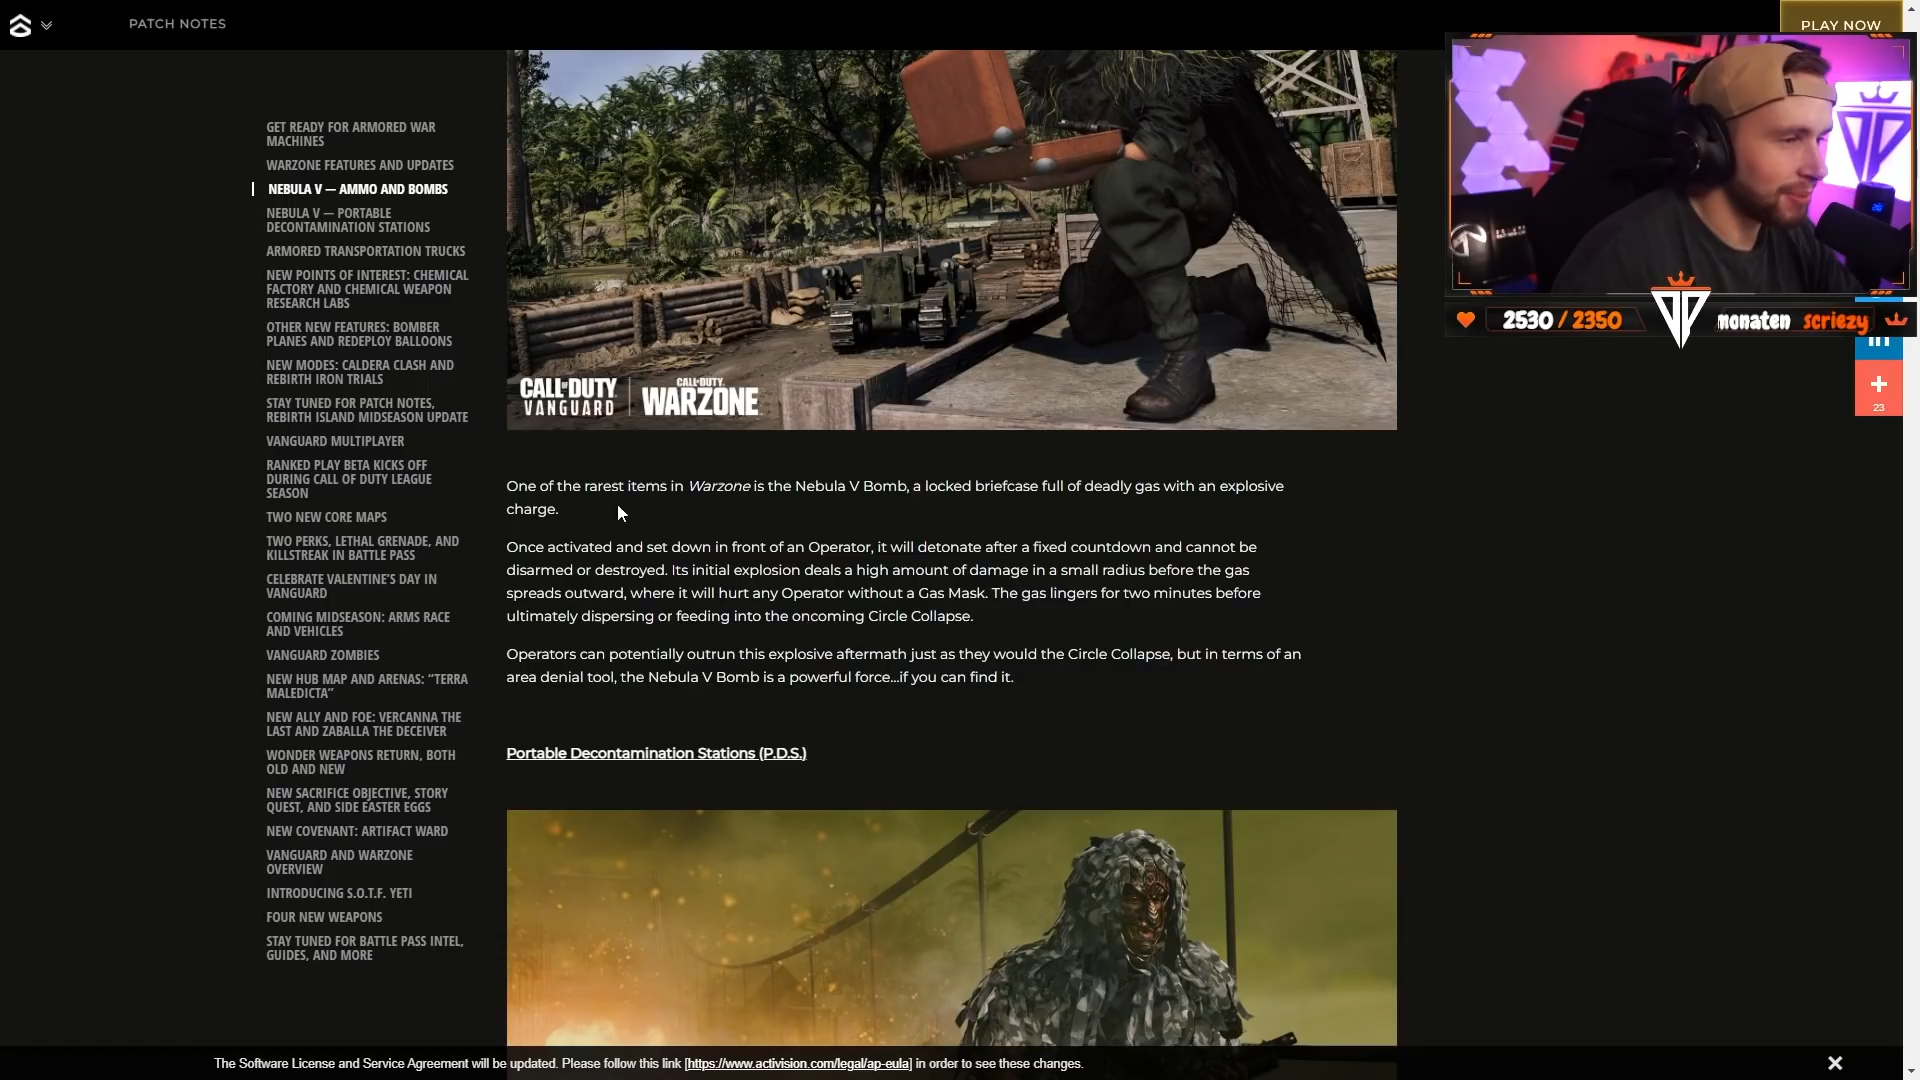 PATCH NOTES
PLAY NOW
GET READY FOR ARMORED WAR
MACHINES
WARZONE FEATURES AND UPDATES
NEBULA V — AMMO AND BOMBS
NEBULA V — PORTABLE
DECONTAMINATION STATIONS
ARMORED TRANSPORTATION TRUCKS
NEW POINTS OF INTEREST: CHEMICAL
FACTORY AND CHEMICAL WEAPON
RESEARCH LABS
OTHER NEW FEATURES: BOMBER
PLANES AND REDEPLOY BALLOONS
NEW MODES: CALDERA CLASH AND
REBIRTH IRON TRIALS
STAY TUNED FOR PATCH NOTES,
REBIRTH ISLAND MIDSEASON UPDATE
VANGUARD MULTIPLAYER
RANKED PLAY BETA KICKS OFF
DURING CALL OF DUTY LEAGUE
SEASON
TWO NEW CORE MAPS
TWO PERKS, LETHAL GRENADE, AND
KILLSTREAK IN BATTLE PASS
CELEBRATE VALENTINE'S DAY IN
VANGUARD
COMING MIDSEASON: ARMS RACE
AND VEHICLES
VANGUARD ZOMBIES
NEW HUB MAP AND ARENAS: “TERRA
MALEDICTA”
NEW ALLY AND FOE: VERCANNA THE
LAST AND ZABALLA THE DECEIVER
WONDER WEAPONS RETURN, BOTH
OLD AND NEW
NEW SACRIFICE OBJECTIVE, STORY
QUEST, AND SIDE EASTER EGGS
NEW COVENANT: ARTIFACT WARD
VANGUARD AND WARZONE
OVERVIEW
INTRODUCING S.O.T.F. YETI
FOUR NEW WEAPONS
STAY TUNED FOR BATTLE PASS INTEL,
GUIDES, AND MORE
CALL OF DUTY VANGUARD
CALL OF DUTY WARZONE
One of the rarest items in Warzone is the Nebula V Bomb, a locked briefcase full of deadly gas with an explosive
charge.
Once activated and set down in front of an Operator, it will detonate after a fixed countdown and cannot be
disarmed or destroyed. Its initial explosion deals a high amount of damage in a small radius before the gas
spreads outward, where it will hurt any Operator without a Gas Mask. The gas lingers for two minutes before
ultimately dispersing or feeding into the oncoming Circle Collapse.
Operators can potentially outrun this explosive aftermath just as they would the Circle Collapse, but in terms of an
area denial tool, the Nebula V Bomb is a powerful force...if you can find it.
Portable Decontamination Stations (P.D.S.)
2530 / 2350
monaten scriezy
in
23
The Software License and Service Agreement will be updated. Please follow this link [https://www.activision.com/legal/ap-eula] in order to see these changes.